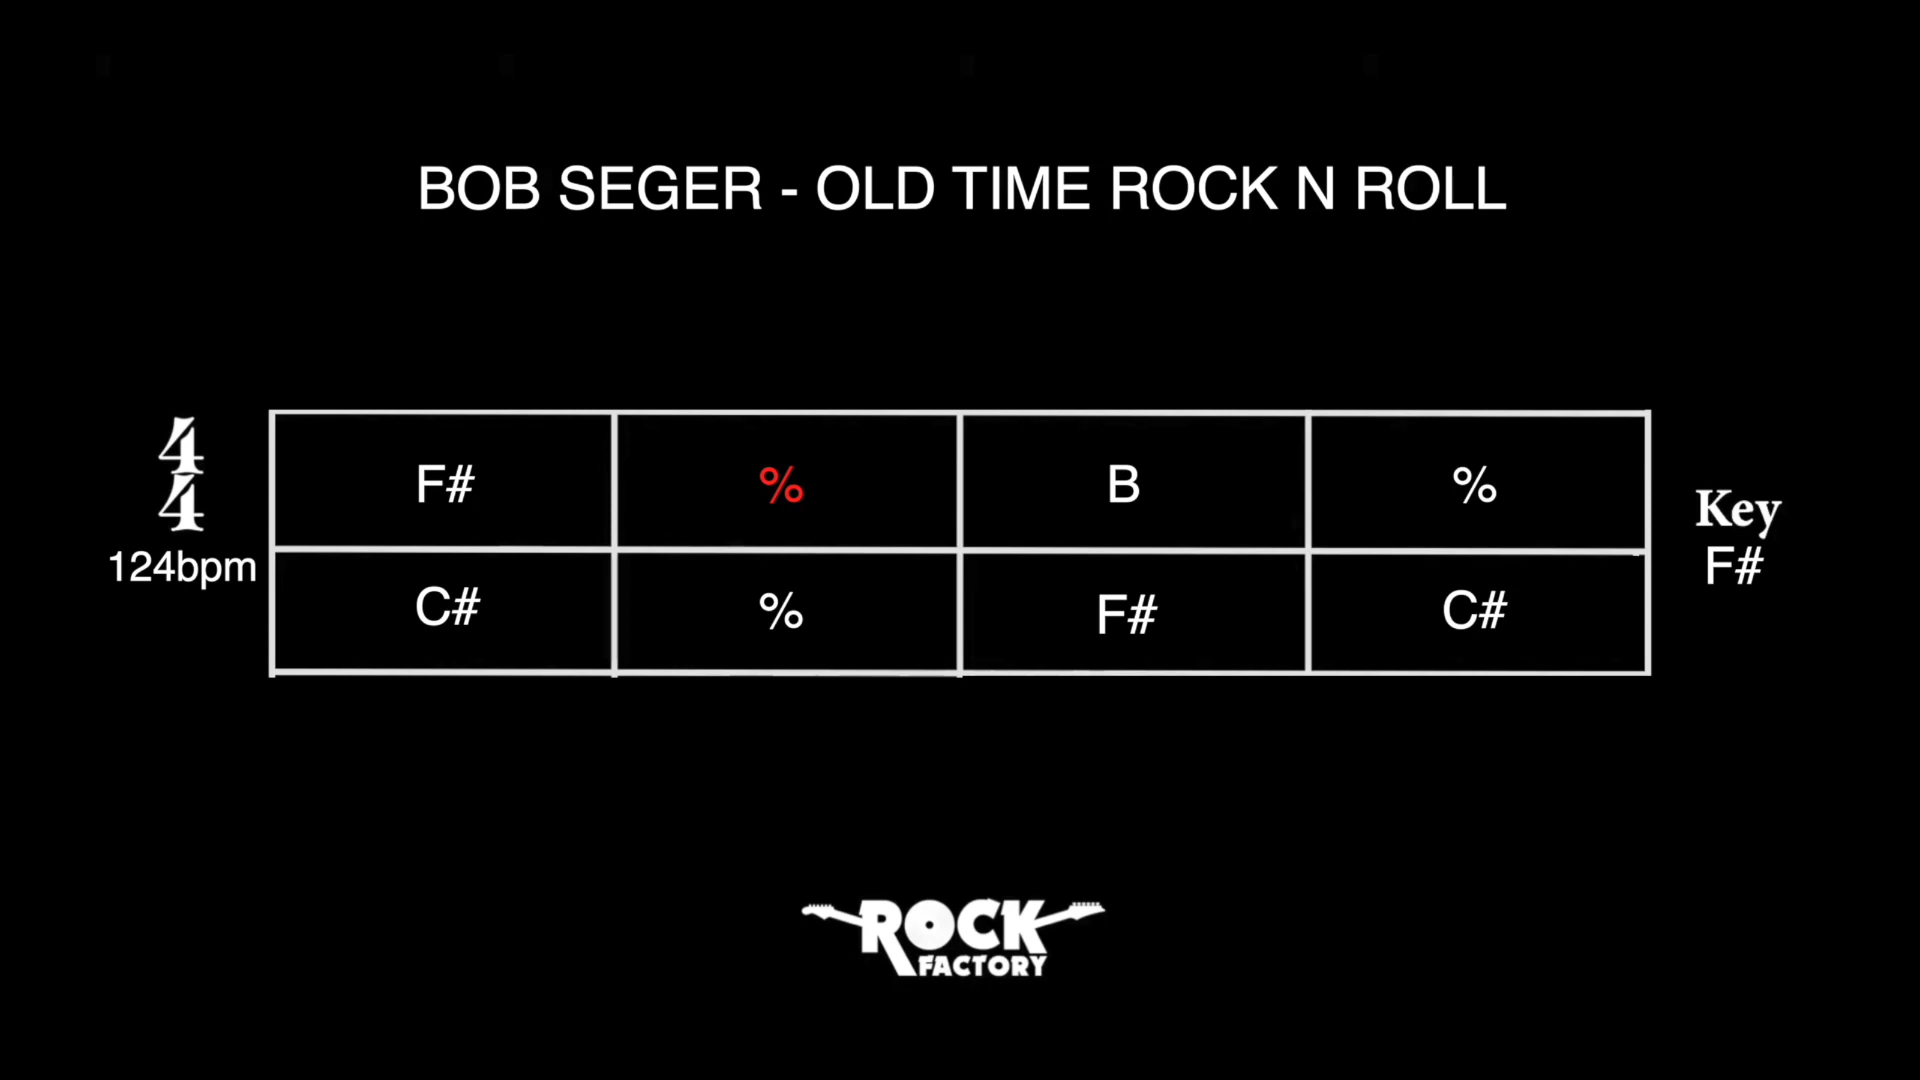 BOB SEGER - OLD TIME ROCK N ROLL
4
4
124bpm
F# % B %
C# % F# C#
Key
F#
ROCK
FACTORY